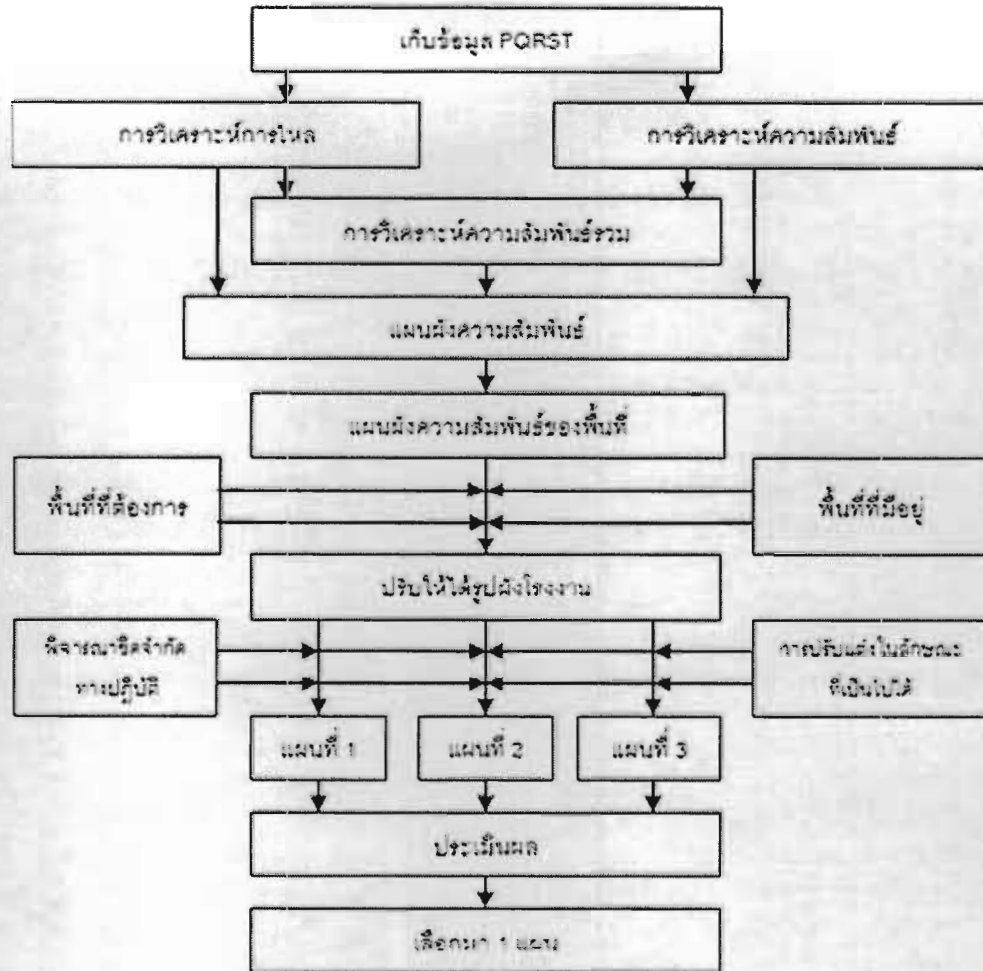 เก็บข้อมูล PQRST
การวิเคราะห์การไหล
การวิเคราะห์ความสัมพันธ์
การวิเคราะห์ความสัมพันธ์รวม
แผนผังความสัมพันธ์
แผนผังความสัมพันธ์ของพื้นที่
พื้นที่ที่ต้องการ
พื้นที่ที่มีอยู่
ปรับให้ได้รูปผังโรงงาน
พิจารณาขีดจำกัด
ทางปฏิบัติ
การปรับแต่งในลักษณะ
ที่เป็นไปได้
แผนที่ 1
แผนที่ 2
แผนที่ 3
ประเมินผล
เลือกมา 1 แผน